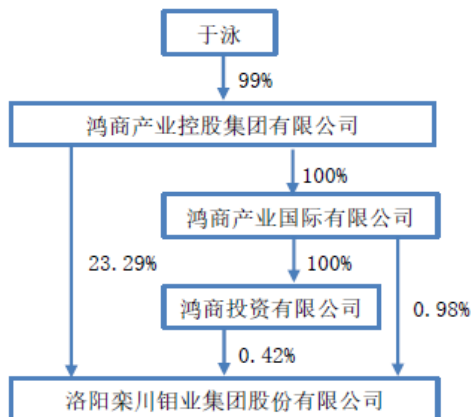 于泳
99%
鸿商产业控股集团有限公司
100%
鸿商产业国际有限公司
23.29%
100%
鸿商投资有限公司
0.98%
0.42%
洛阳栾川钼业集团股份有限公司